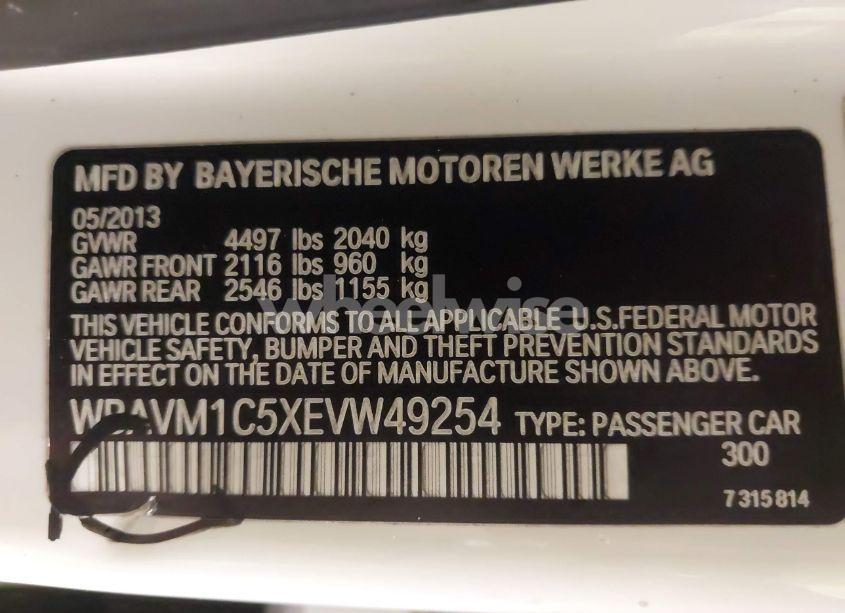 MFD BY BAYERISCHE MOTOREN WERKE AG
05/2013
GVWR 4497 lbs 2040 kg
GAWR FRONT 2116 lbs 960 kg
GAWR REAR 2546 lbs 1155 kg
wheelwise
THIS VEHICLE CONFORMS TO ALL APPLICABLE U.S.FEDERAL MOTOR
VEHICLE SAFETY, BUMPER AND THEFT PREVENTION STANDARDS
IN EFFECT ON THE DATE OF MANUFACTURE SHOWN ABOVE.
WBAVM1C5XEVW49254 TYPE: PASSENGER CAR
300
7 315 814